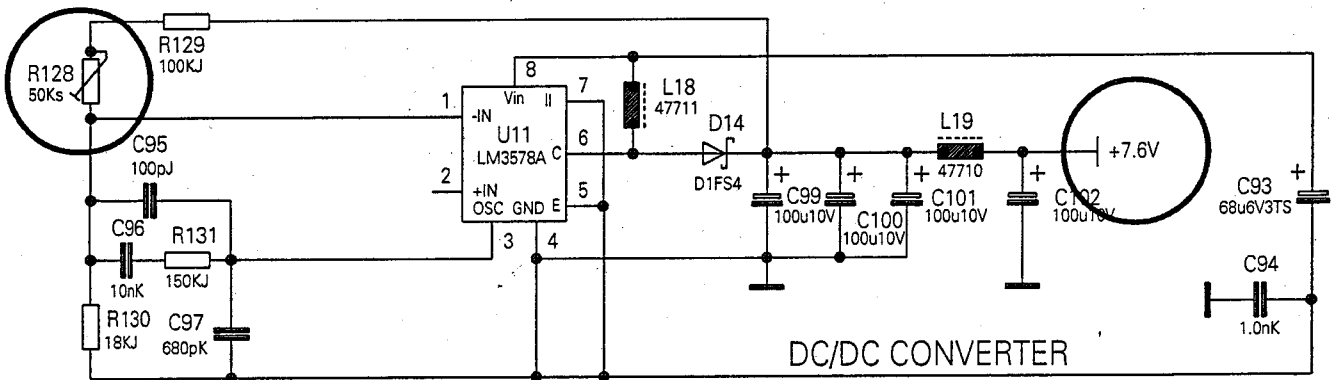 R129
100KJ
R128
50Ks
8
7
Vin
II
L18
47711
1
-IN
U11
LM3578A
C
6
D14
D1FS4
L19
47710
+7.6V
C95
100pJ
2
+IN
OSC
GND
E
5
3
4
+
C99
100u10V
+
C100
100u10V
+
C101
100u10V
+
C102
100u10V
+
C93
68u6V3TS
C96
10nK
R131
150KJ
C94
1.0nK
R130
18KJ
C97
680pK
DC/DC CONVERTER